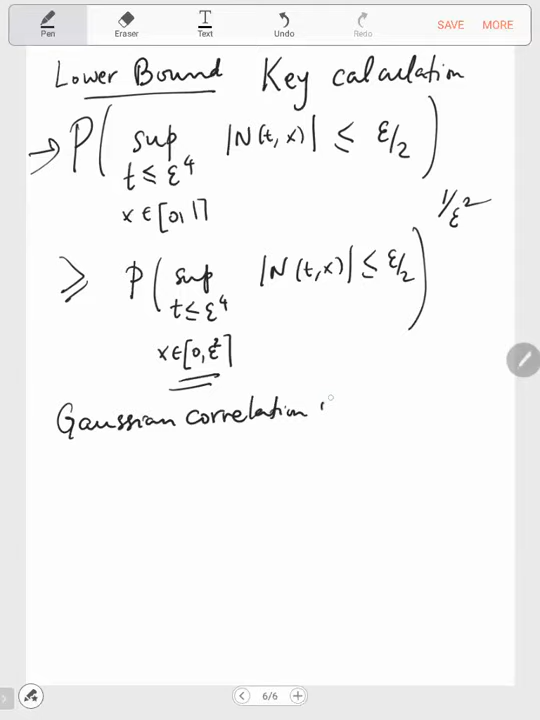 Pen Eraser Text Undo Redo SAVE MORE
Lower Bound Key calculation
→ P( sup |N(t,x)| ≤ ε/2 )
t ≤ ε⁴
x ∈ [0,1]
1/ε²
≥ P( sup |N(t,x)| ≤ ε/2 )
t ≤ ε⁴
x ∈ [0,ε²]
Gaussian correlation
6/6